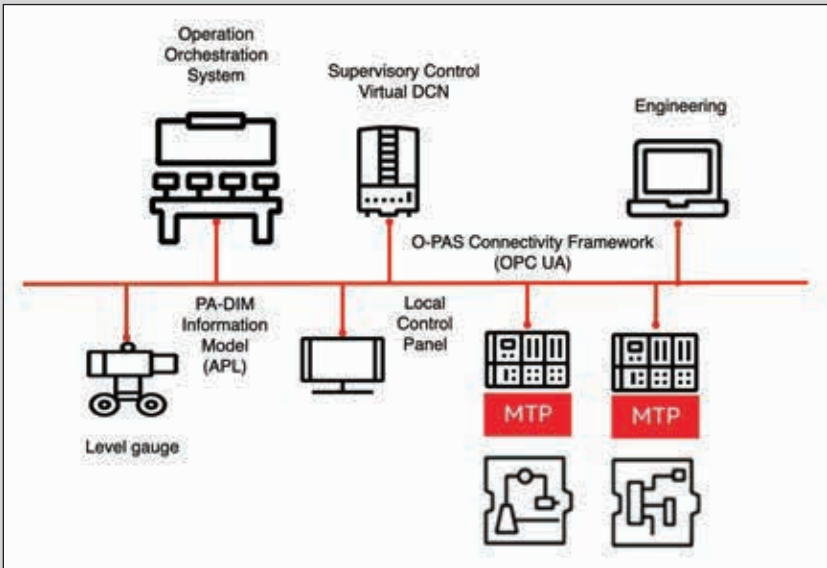 Operation
Orchestration
System
Supervisory Control
Virtual DCN
Engineering
O-PAS Connectivity Framework
(OPC UA)
PA-DIM
Information
Model
(APL)
Local
Control
Panel
Level gauge
MTP
MTP